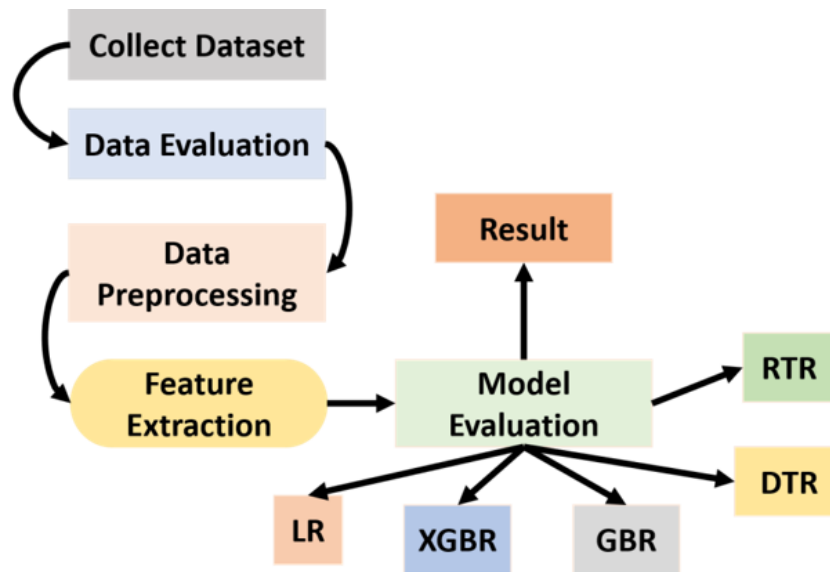 Collect Dataset
Data Evaluation
Data
Preprocessing
Feature
Extraction
Model
Evaluation
Result
RTR
DTR
GBR
XGBR
LR